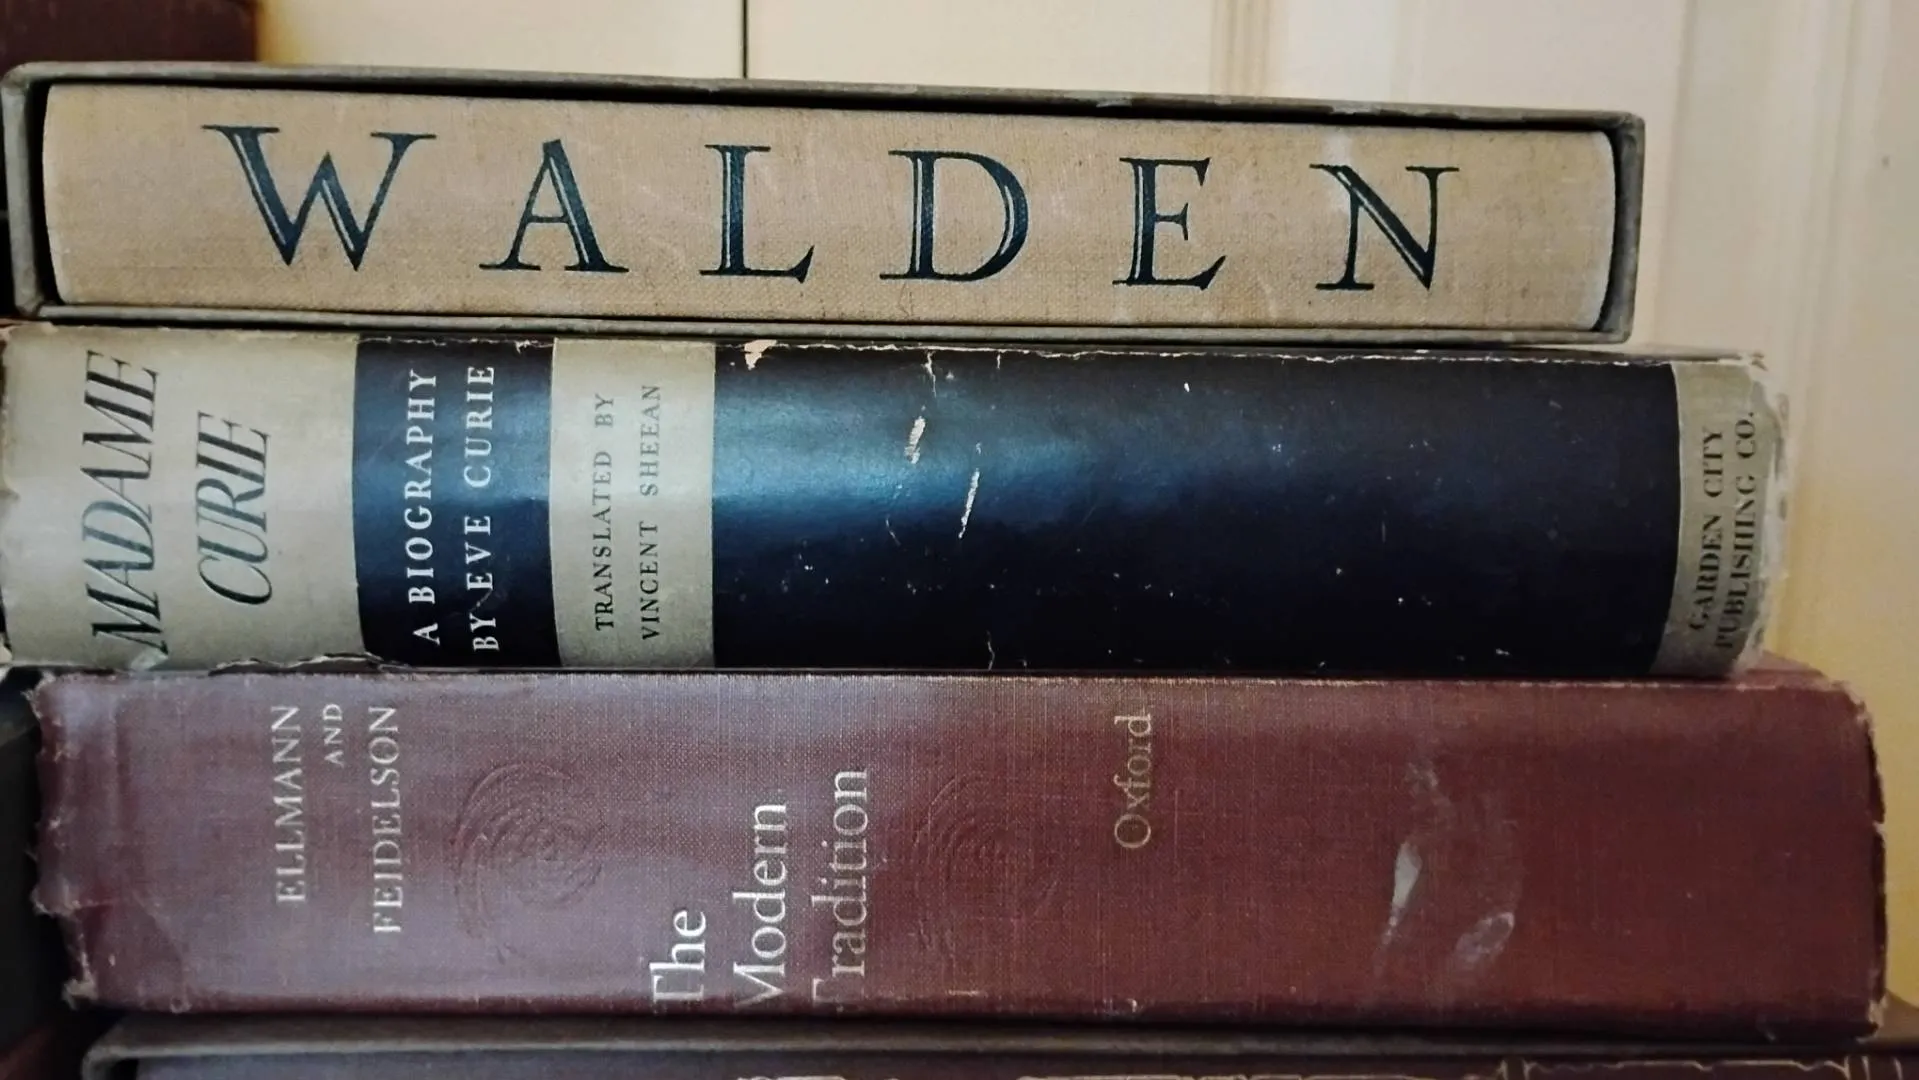 WALDEN
MADAME
CURIE
A BIOGRAPHY
BY EVE CURIE
TRANSLATED BY
VINCENT SHEEAN
GARDEN CITY
PUBLISHING CO.
ELLMANN
AND
FEIDELSON
The
Modern
Tradition
Oxford